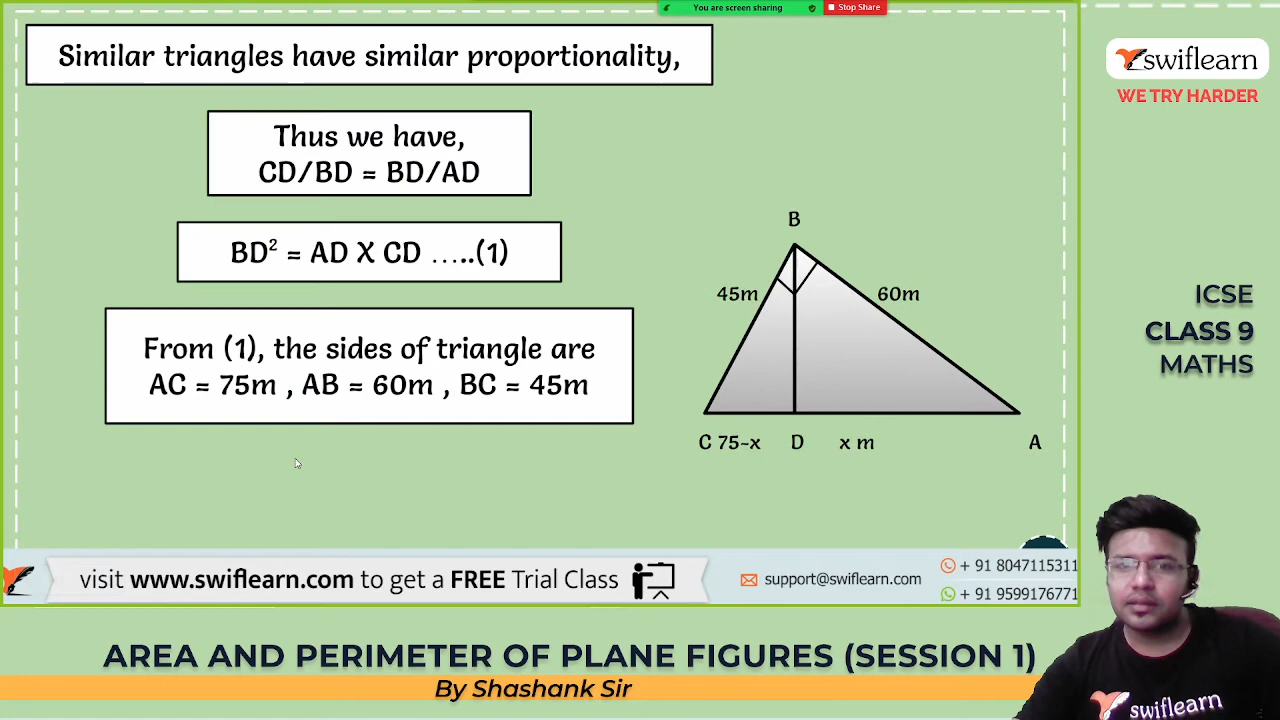 You are screen sharing
Stop Share
Similar triangles have similar proportionality,
Thus we have,
CD/BD = BD/AD
BD² = AD X CD .....(1)
From (1), the sides of triangle are
AC = 75m , AB = 60m , BC = 45m
B
45m
60m
C 75-x D x m A
swiflearn
WE TRY HARDER
ICSE
CLASS 9
MATHS
visit www.swiflearn.com to get a FREE Trial Class
support@swiflearn.com
+ 91 8047115311
+ 91 9599176771
AREA AND PERIMETER OF PLANE FIGURES (SESSION 1)
By Shashank Sir
swiflearn